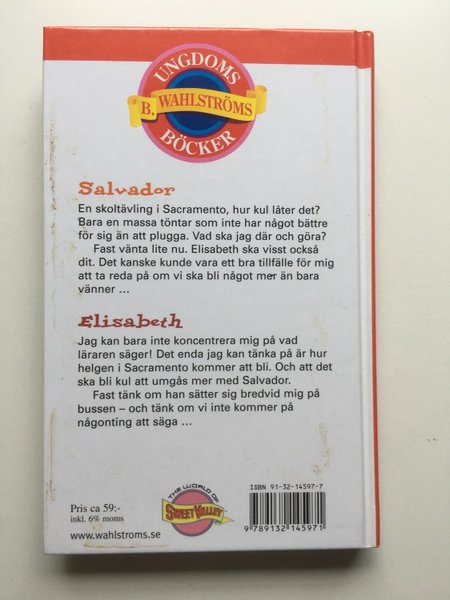 UNGDOMS
B. WAHLSTRÖMS
BÖCKER
Salvador
En skoltävling i Sacramento, hur kul låter det?
Bara en massa töntar som inte har något bättre
för sig än att plugga. Vad ska jag där och göra?
Fast vänta lite nu. Elisabeth ska visst också
dit. Det kanske kunde vara ett bra tillfälle för mig
att ta reda på om vi ska bli något mer än bara
vänner ...
Elisabeth
Jag kan bara inte koncentrera mig på vad
läraren säger! Det enda jag kan tänka på är hur
helgen i Sacramento kommer att bli. Och att det
ska bli kul att umgås mer med Salvador.
Fast tänk om han sätter sig bredvid mig på
bussen – och tänk om vi inte kommer på
någonting att säga ...
Pris ca 59:-
inkl. 6% moms
www.wahlstroms.se
THE WORLD OF
SWEET VALLEY
ISBN 91-32-14597-7
9 789132 145971